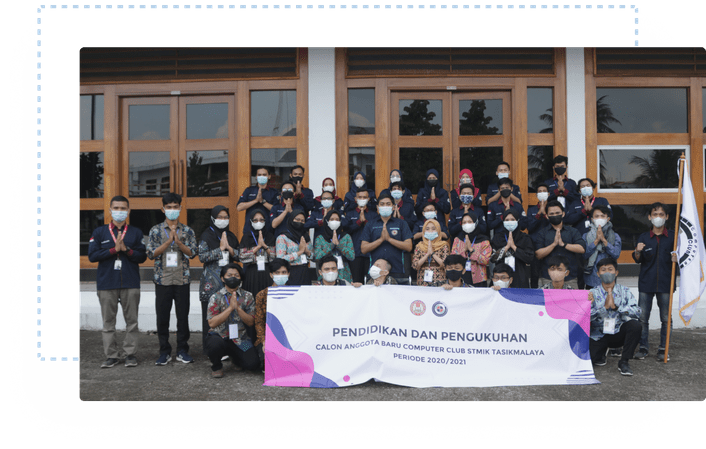 PENDIDIKAN DAN PENGUKUHAN
CALON ANGGOTA BARU COMPUTER CLUB STMIK TASIKMALAYA
PERIODE 2020/2021